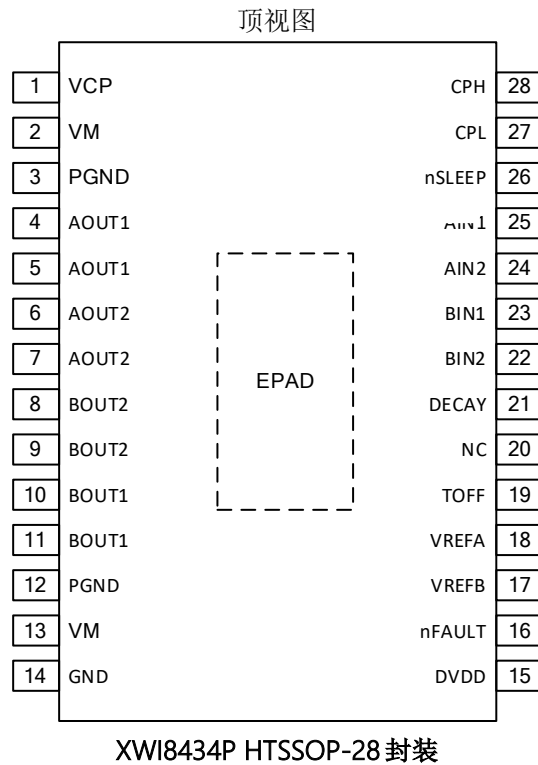 顶视图
1 VCP CPH 28
2 VM CPL 27
3 PGND nSLEEP 26
4 AOUT1 AIN1 25
5 AOUT1 AIN2 24
6 AOUT2 BIN1 23
7 AOUT2 BIN2 22
EPAD
8 BOUT2 DECAY 21
9 BOUT2 NC 20
10 BOUT1 TOFF 19
11 BOUT1 VREFA 18
12 PGND VREFB 17
13 VM nFAULT 16
14 GND DVDD 15
XWI8434P HTSSOP-28 封装